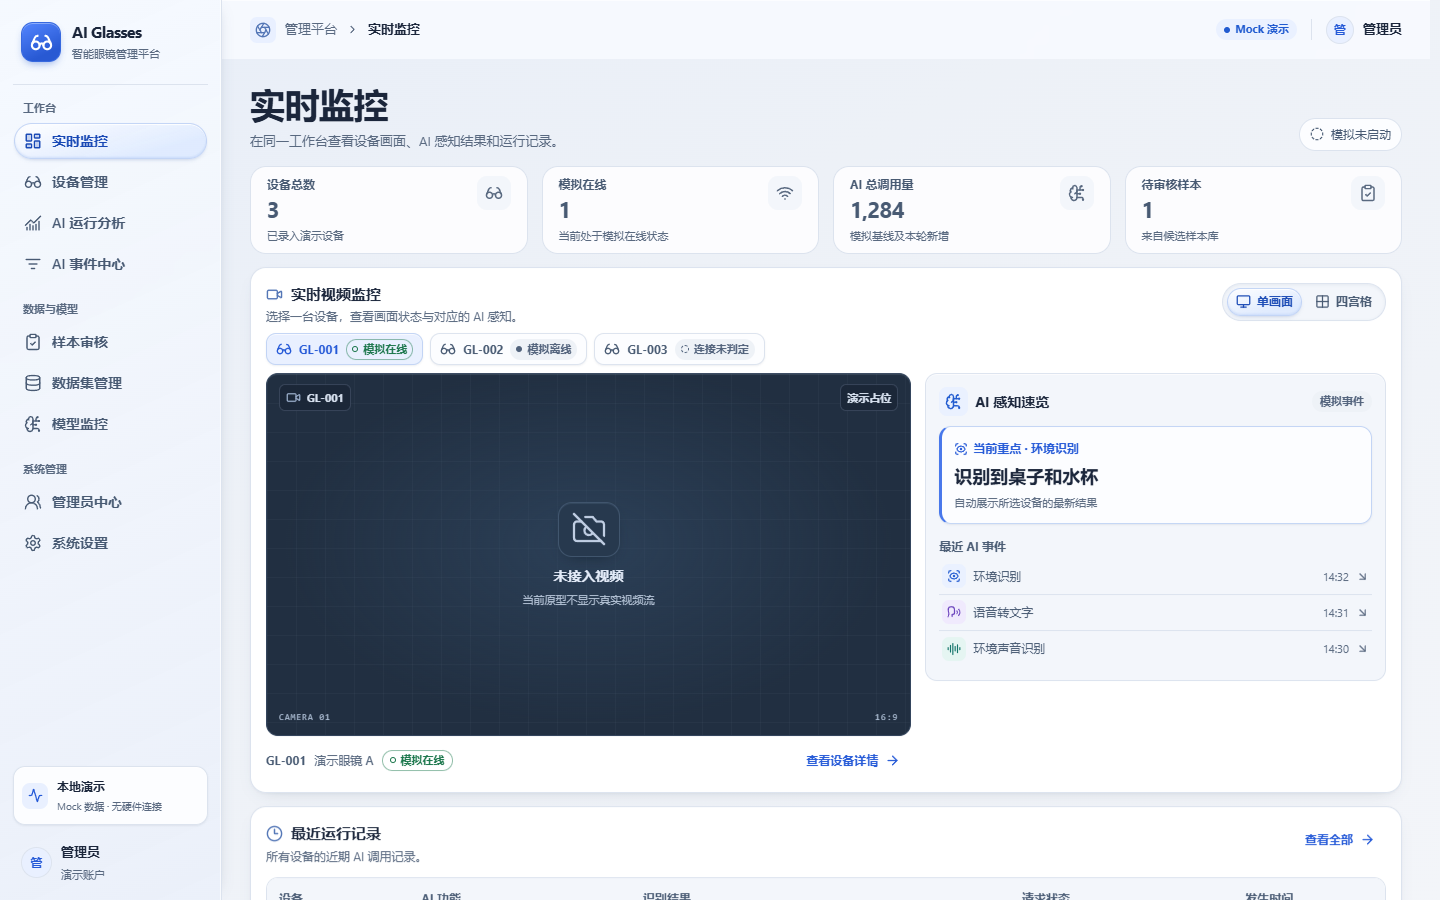 AI Glasses
智能眼镜管理平台
工作台
实时监控
设备管理
AI 运行分析
AI 事件中心
数据与模型
样本审核
数据集管理
模型监控
系统管理
管理员中心
系统设置
本地演示
Mock 数据 · 无硬件连接
管 管理员
演示账户
管理平台 > 实时监控
Mock 演示
管 管理员
实时监控
在同一工作台查看设备画面、AI 感知结果和运行记录。
模拟未启动
设备总数
3
已录入演示设备
模拟在线
1
当前处于模拟在线状态
AI 总调用量
1,284
模拟基线及本轮新增
待审核样本
1
来自候选样本库
实时视频监控
选择一台设备，查看画面状态与对应的 AI 感知。
单画面 四宫格
GL-001 模拟在线 GL-002 模拟离线 GL-003 连接未判定
GL-001
演示占位
未接入视频
当前原型不显示真实视频流
CAMERA 01 16:9
GL-001 演示眼镜 A 模拟在线
查看设备详情
AI 感知速览 模拟事件
当前重点 · 环境识别
识别到桌子和水杯
自动展示所选设备的最新结果
最近 AI 事件
环境识别 14:32
语音转文字 14:31
环境声音识别 14:30
最近运行记录
所有设备的近期 AI 调用记录。
查看全部
设备 AI 功能 识别结果 请求状态 发生时间